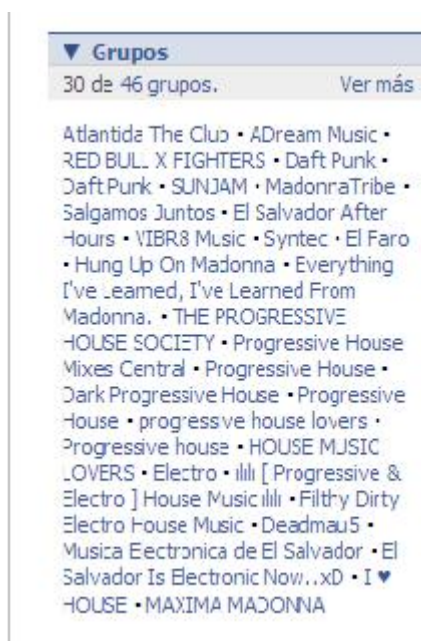 ▼ Grupos
30 de 46 grupos. Ver más
Atlantida The Club • ADream Music •
RED BULL X FIGHTERS • Daft Punk •
Daft Punk • SUNJAM • MadonnaTribe •
Salgamos Juntos • El Salvador After
Hours • VIBR8 Music • Syntec • El Faro
• Hung Up On Madonna • Everything
I've Learned, I've Learned From
Madonna. • THE PROGRESSIVE
HOUSE SOCIETY • Progressive House
Mixes Central • Progressive House •
Dark Progressive House • Progressive
House • progressive house lovers •
Progressive house • HOUSE MUSIC
LOVERS • Electro • ılılı [ Progressive &
Electro ] House Music ılılı • Filthy Dirty
Electro House Music • Deadmau5 •
Musica Electronica de El Salvador • El
Salvador Is Electronic Now..xD • I ♥
HOUSE • MAXIMA MADONNA